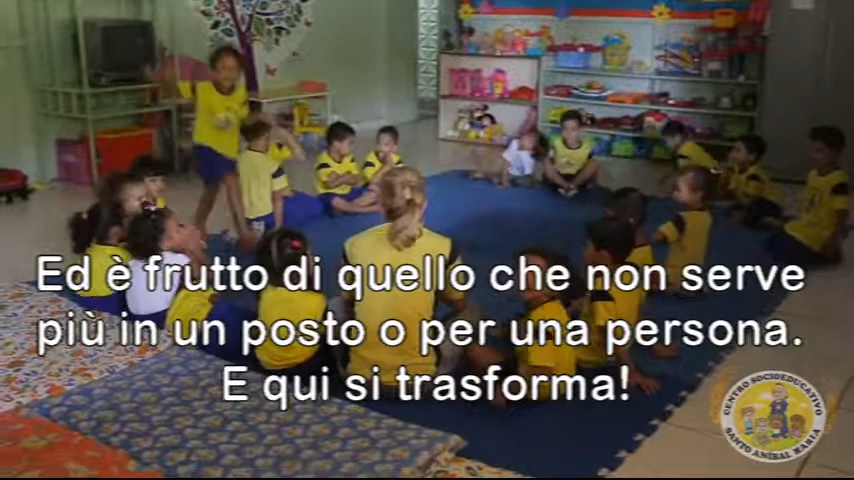 Ed è frutto di quello che non serve
più in un posto o per una persona.
E qui si trasforma!
CENTRO SOCIOEDUCATIVO
SANTO ANÍBAL MARIA